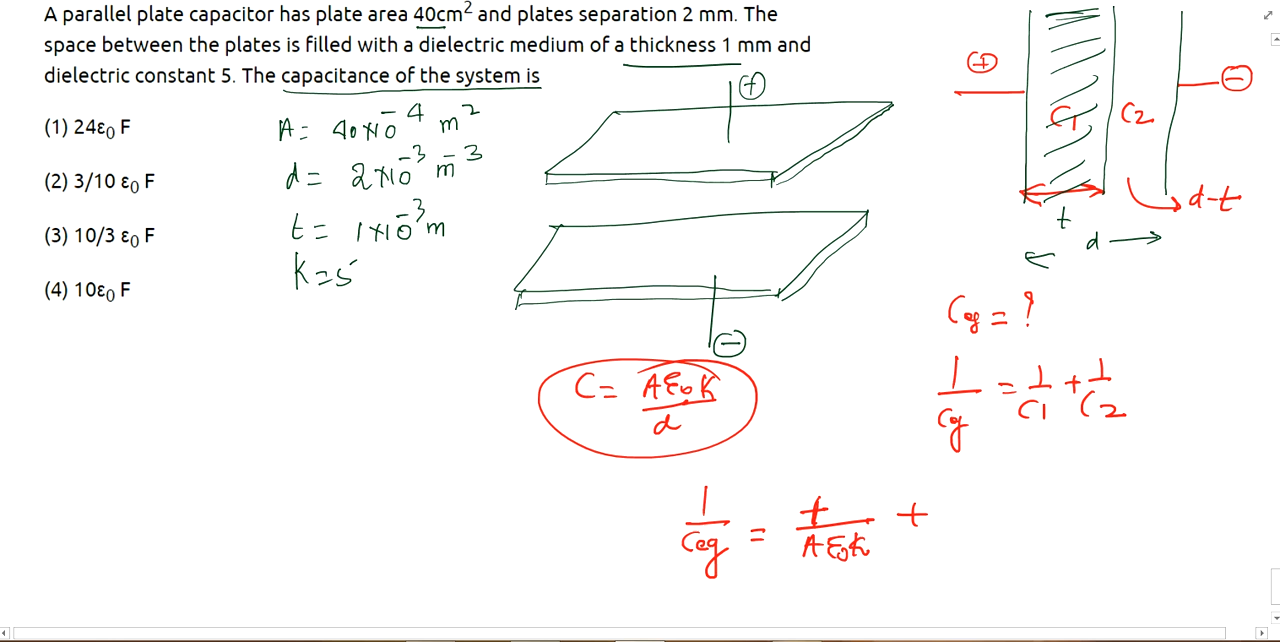 A parallel plate capacitor has plate area 40cm² and plates separation 2 mm. The
space between the plates is filled with a dielectric medium of a thickness 1 mm and
dielectric constant 5. The capacitance of the system is
(1) 24ε₀ F
(2) 3/10 ε₀ F
(3) 10/3 ε₀ F
(4) 10ε₀ F
A = 40×10⁻⁴ m²
d = 2×10⁻³ m⁻³
t = 1×10⁻³ m
K = 5
+
-
C = Aε₀K/d
+
-
C1 C2
t
d-t
d
Ceq = ?
1/Ceq = 1/C1 + 1/C2
1/Ceq = t/Aε₀K +